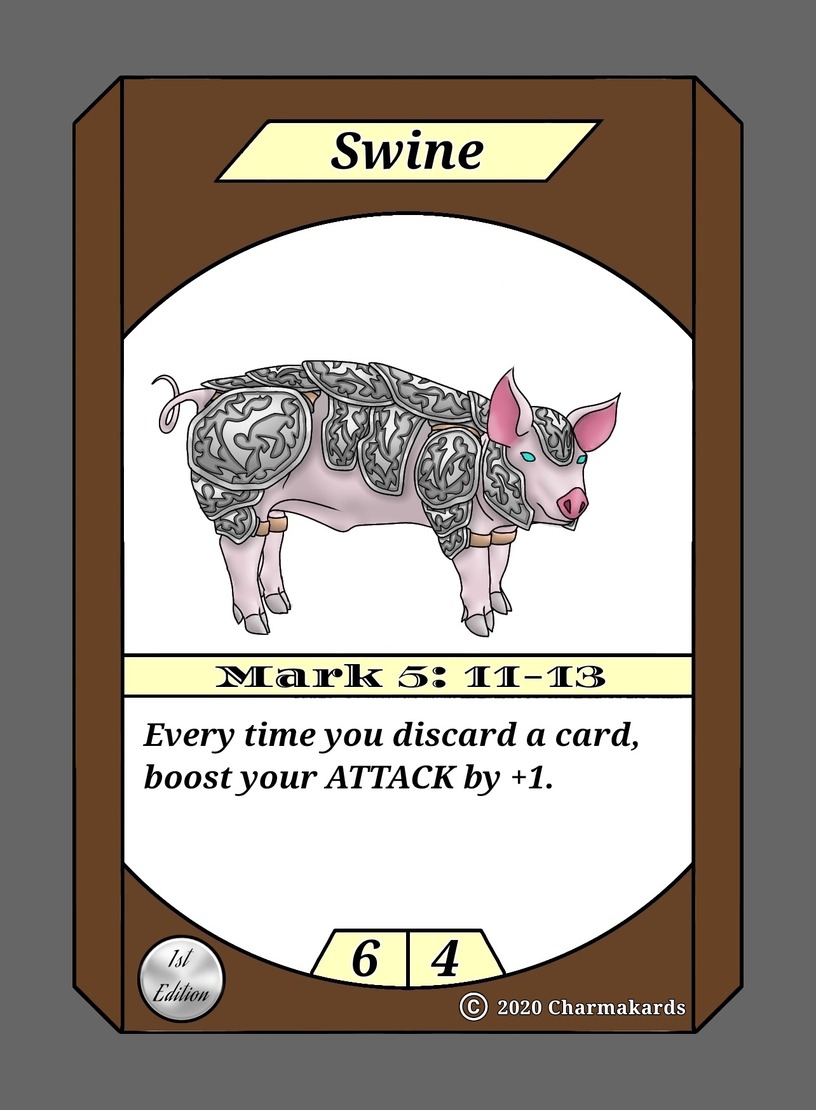 Swine
Mark 5: 11-13
Every time you discard a card,
boost your ATTACK by +1.
6 4
1st
Edition
© 2020 Charmakards